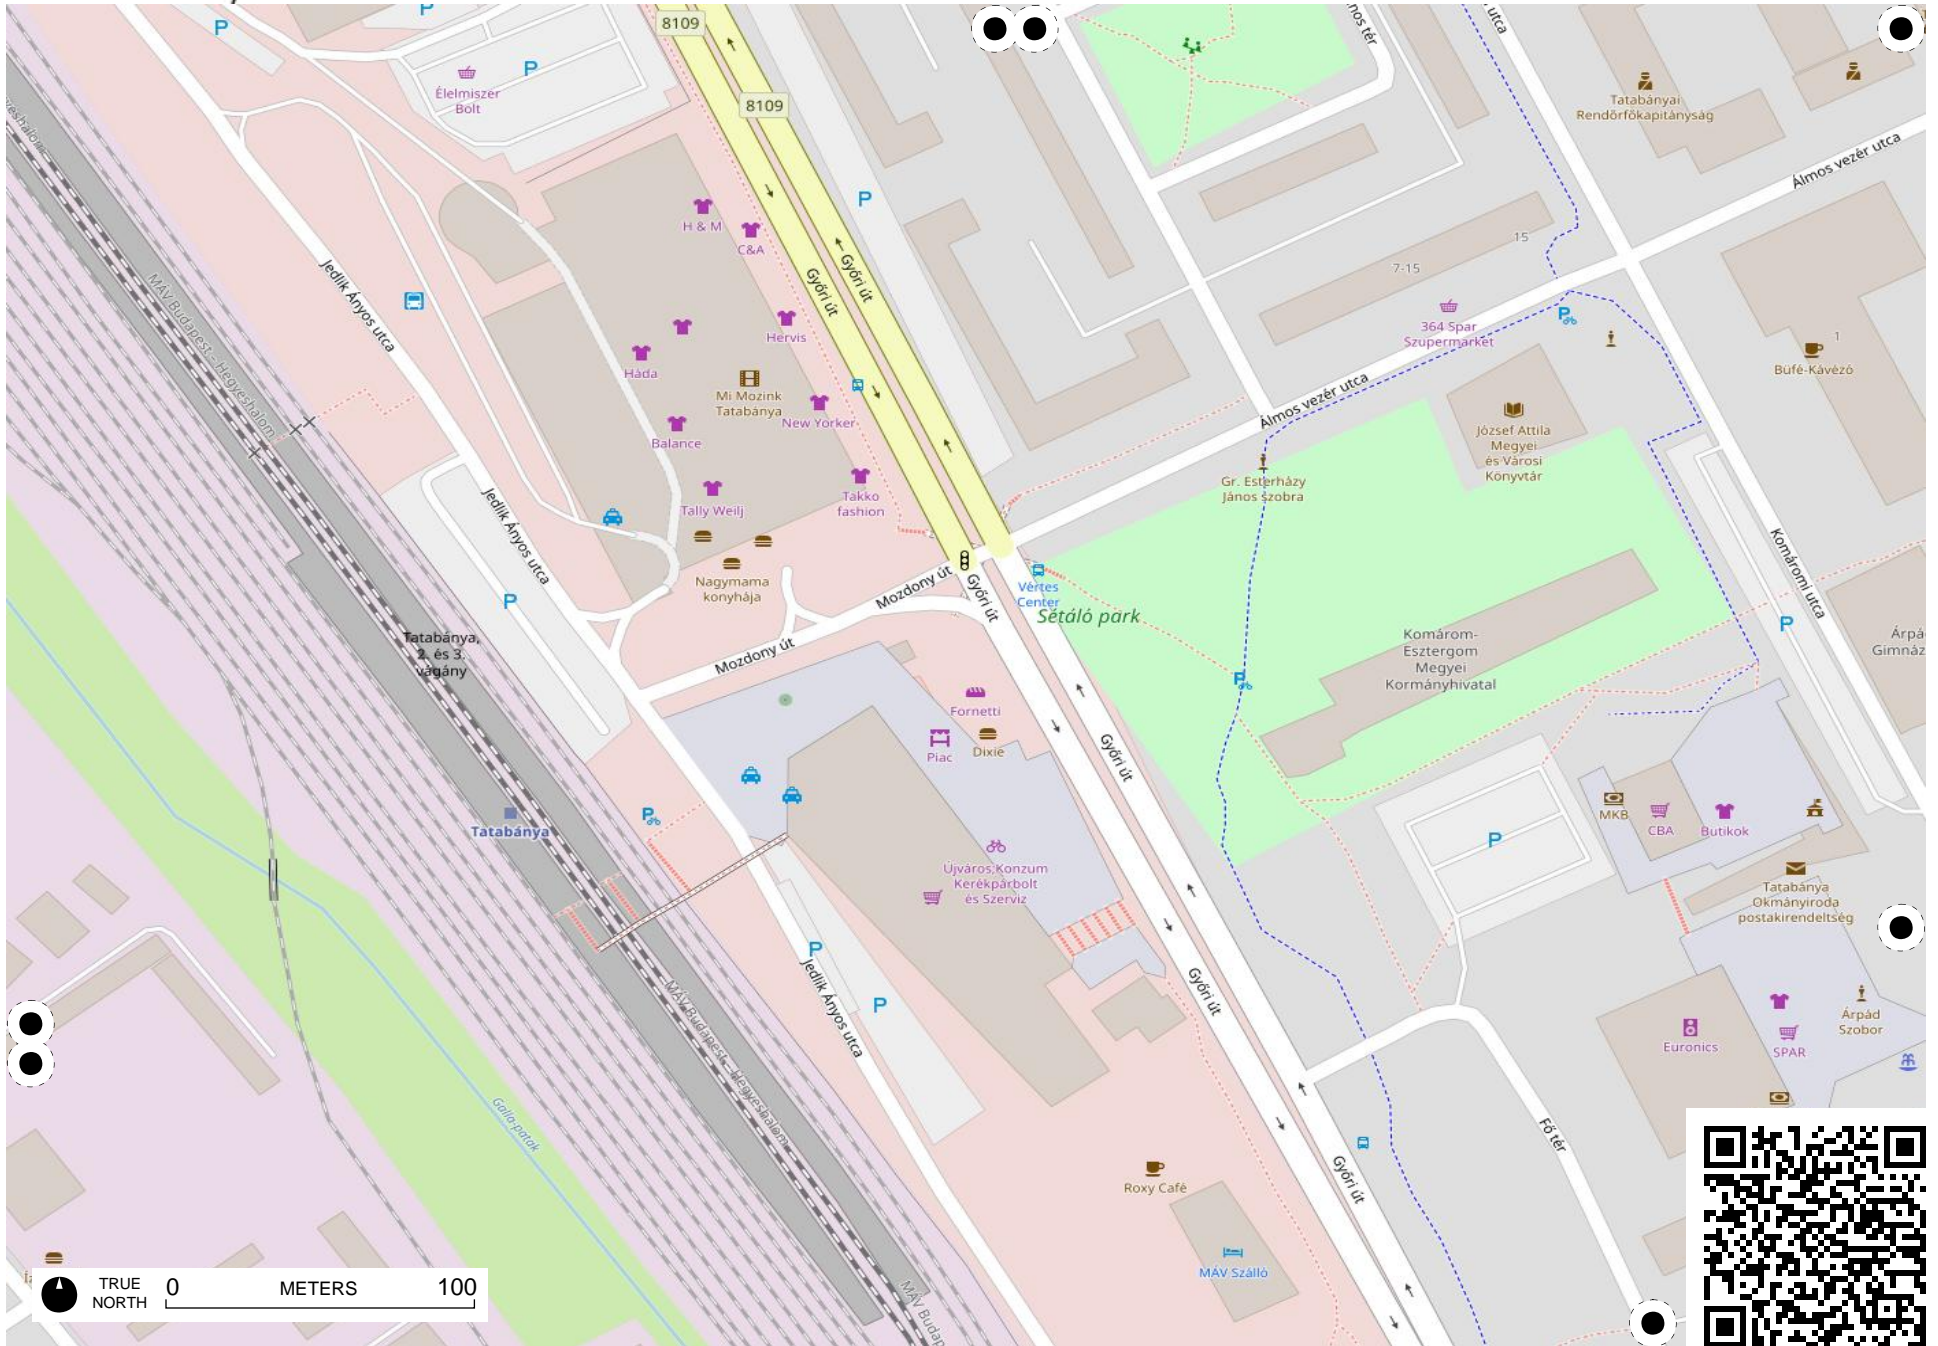 8109
8109
Élelmiszer
Bolt
H & M
C&A
Hervis
Háda
Mi Mozink
Tatabánya
New Yorker
Balance
Takko
fashion
Tally Weilj
Nagymama
konyhája
Győri út
Győri út
Jedlik Ányos utca
MÁV Budapest – Hegyeshalom
Jedlik Ányos utca
Tatabányai
Rendőrfőkapitányság
Álmos vezér utca
15
7-15
364 Spar
Szupermarket
1
Büfé-Kávézó
Álmos vezér utca
József Attila
Megyei
és Városi
Könyvtár
Gr. Esterházy
János szobra
Komáromi utca
Mozdony út
Győri út
Vértes
Center
Sétáló park
Mozdony út
Tatabánya,
2. és 3.
vágány
Komárom-
Esztergom
Megyei
Kormányhivatal
Fornetti
Piac
Dixie
Győri út
Tatabánya
MKB
CBA
Butikok
Újváros Konzum
Kerékpárbolt
és Szerviz
Tatabánya
Okmányiroda
postakirendeltség
Jedlik Ányos utca
Győri út
Árpád
Szobor
Euronics
SPAR
MÁV Budapest – Hegyeshalom
Galla-patak
Fő tér
Győri út
Roxy Café
MÁV Szálló
TRUE
NORTH
0 METERS 100